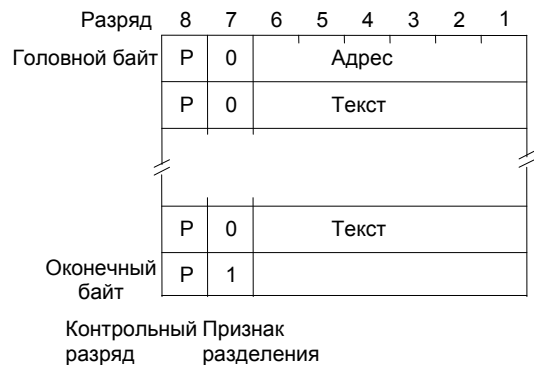 Разряд 8 7 6 5 4 3 2 1
Головной байт Р 0 Адрес
Р 0 Текст
Р 0 Текст
Оконечный байт Р 1
Контрольный разряд
Признак разделения